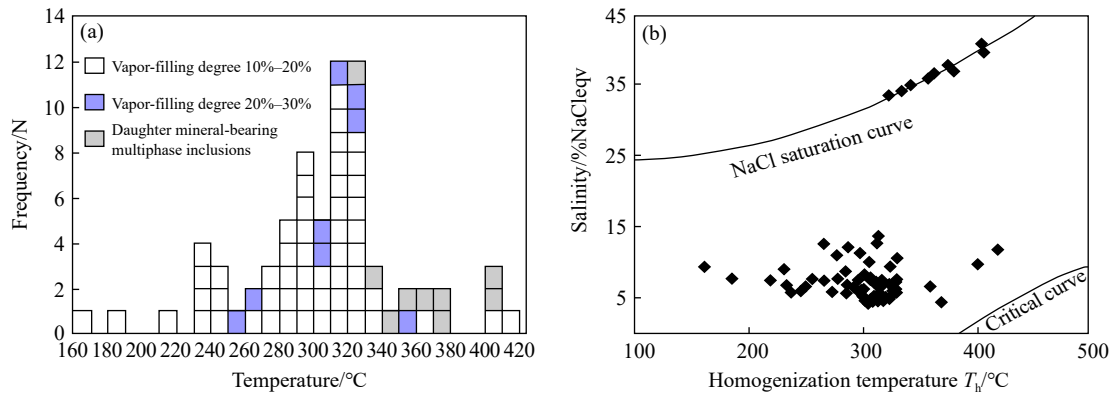 (a)
14
12
10
8
6
4
2
0
Frequency/N
Vapor-filling degree 10%–20%
Vapor-filling degree 20%–30%
Daughter mineral-bearing
multiphase inclusions
160 180 200 220 240 260 280 300 320 340 360 380 400 420
Temperature/°C
(b)
45
35
25
15
5
Salinity/%NaCleqv
NaCl saturation curve
Critical curve
100 200 300 400 500
Homogenization temperature Th/°C